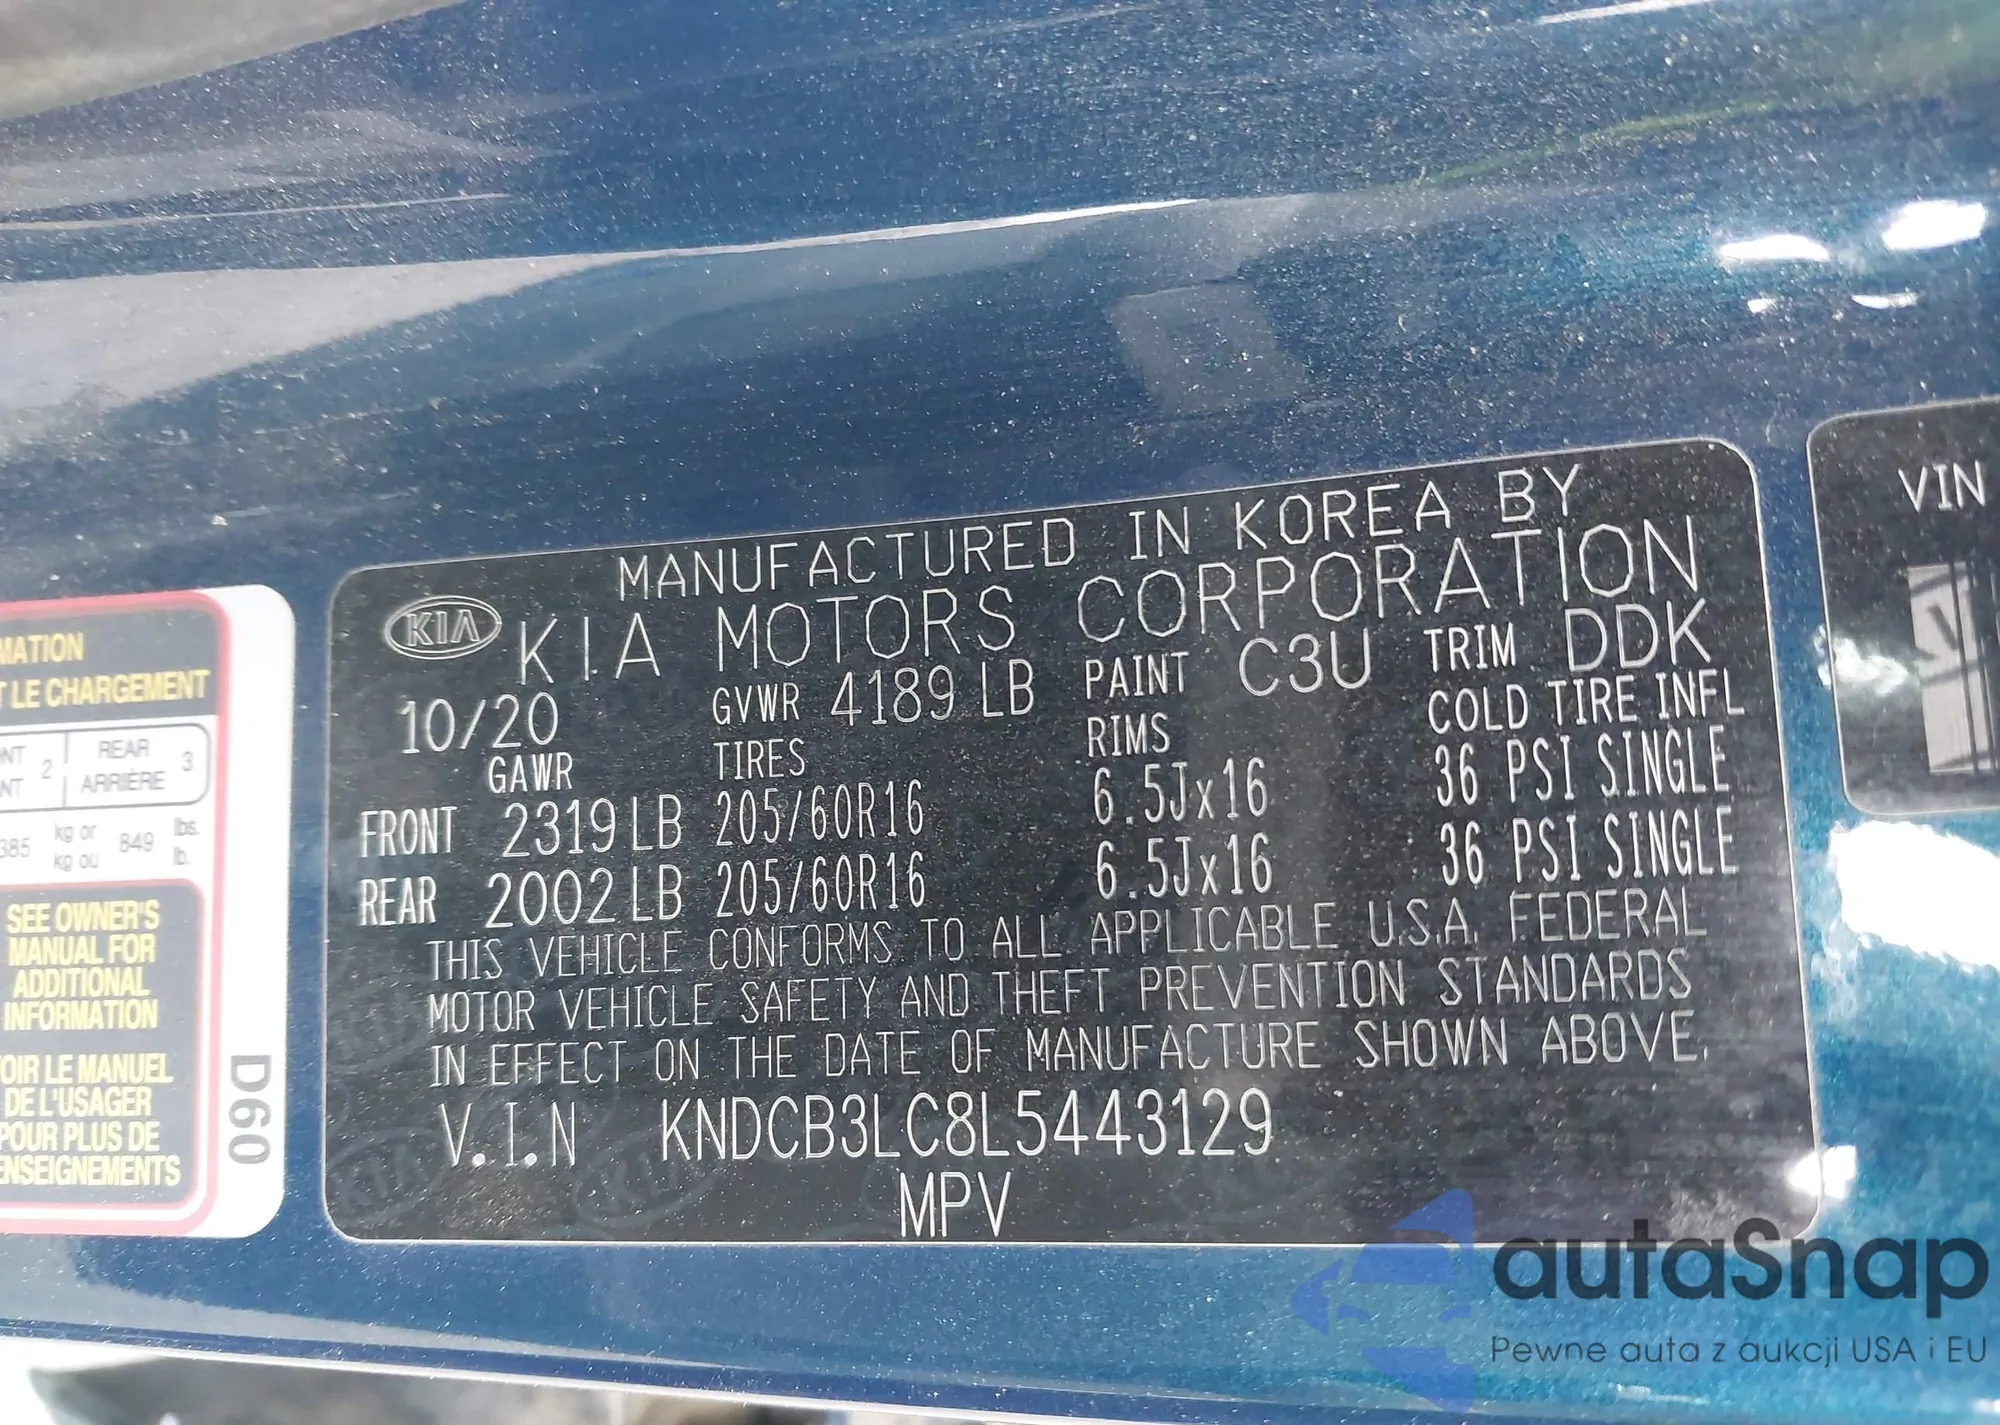 MANUFACTURED IN KOREA BY
KIA KIA MOTORS CORPORATION
10/20 GVWR 4189 LB PAINT C3U TRIM DDK
GAWR TIRES RIMS COLD TIRE INFL
FRONT 2319 LB 205/60R16 6.5Jx16 36 PSI SINGLE
REAR 2002 LB 205/60R16 6.5Jx16 36 PSI SINGLE
THIS VEHICLE CONFORMS TO ALL APPLICABLE U.S.A. FEDERAL
MOTOR VEHICLE SAFETY AND THEFT PREVENTION STANDARDS
IN EFFECT ON THE DATE OF MANUFACTURE SHOWN ABOVE.
V.I.N KNDCB3LC8L5443129
MPV
MATION
T LE CHARGEMENT
NT 2 REAR 3
NT ARRIÈRE
385 kg or 849 lbs.
kg ou lb.
SEE OWNER'S
MANUAL FOR
ADDITIONAL
INFORMATION
OIR LE MANUEL
DE L'USAGER
POUR PLUS DE
ENSEIGNEMENTS
D60
VIN
autaSnap
Pewne auta z aukcji USA i EU